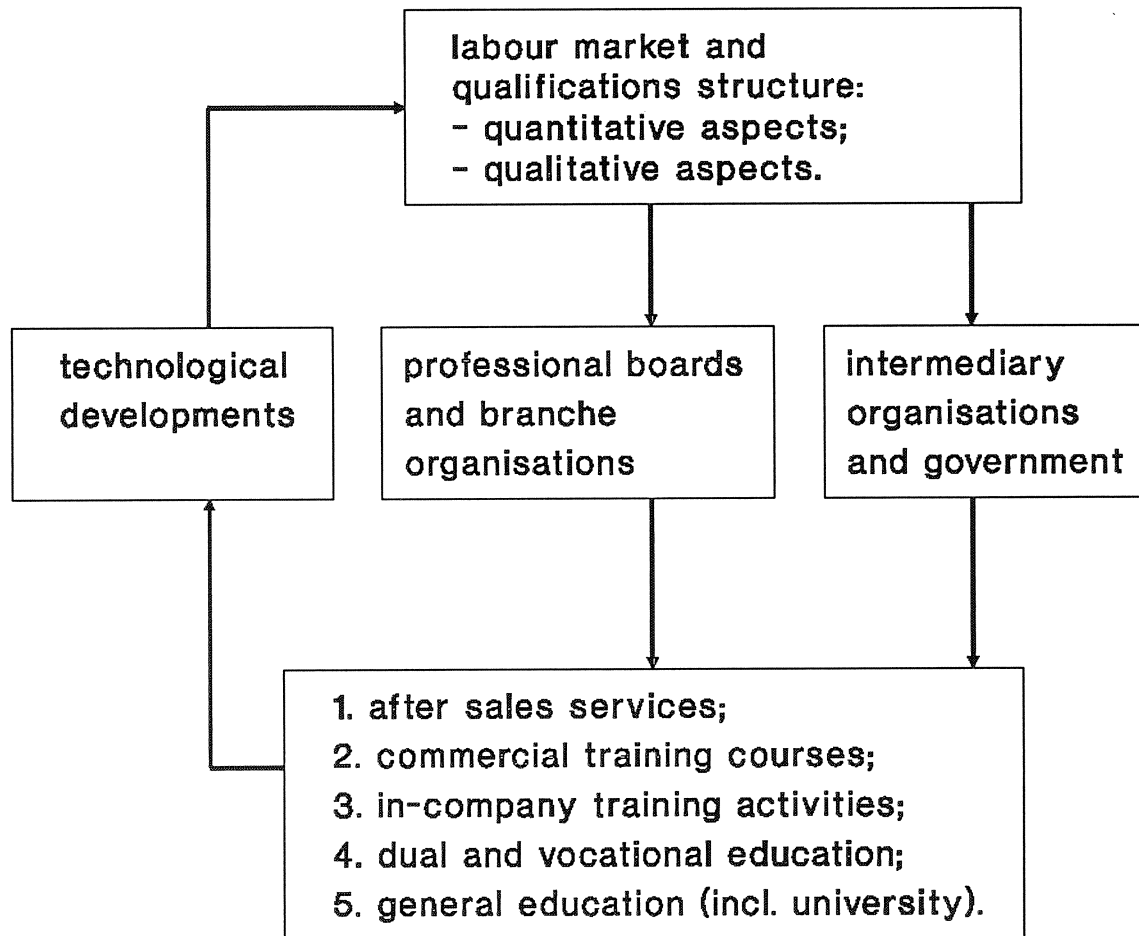 labour market and
qualifications structure:
- quantitative aspects;
- qualitative aspects.
technological
developments
professional boards
and branche
organisations
intermediary
organisations
and government
1. after sales services;
2. commercial training courses;
3. in-company training activities;
4. dual and vocational education;
5. general education (incl. university).